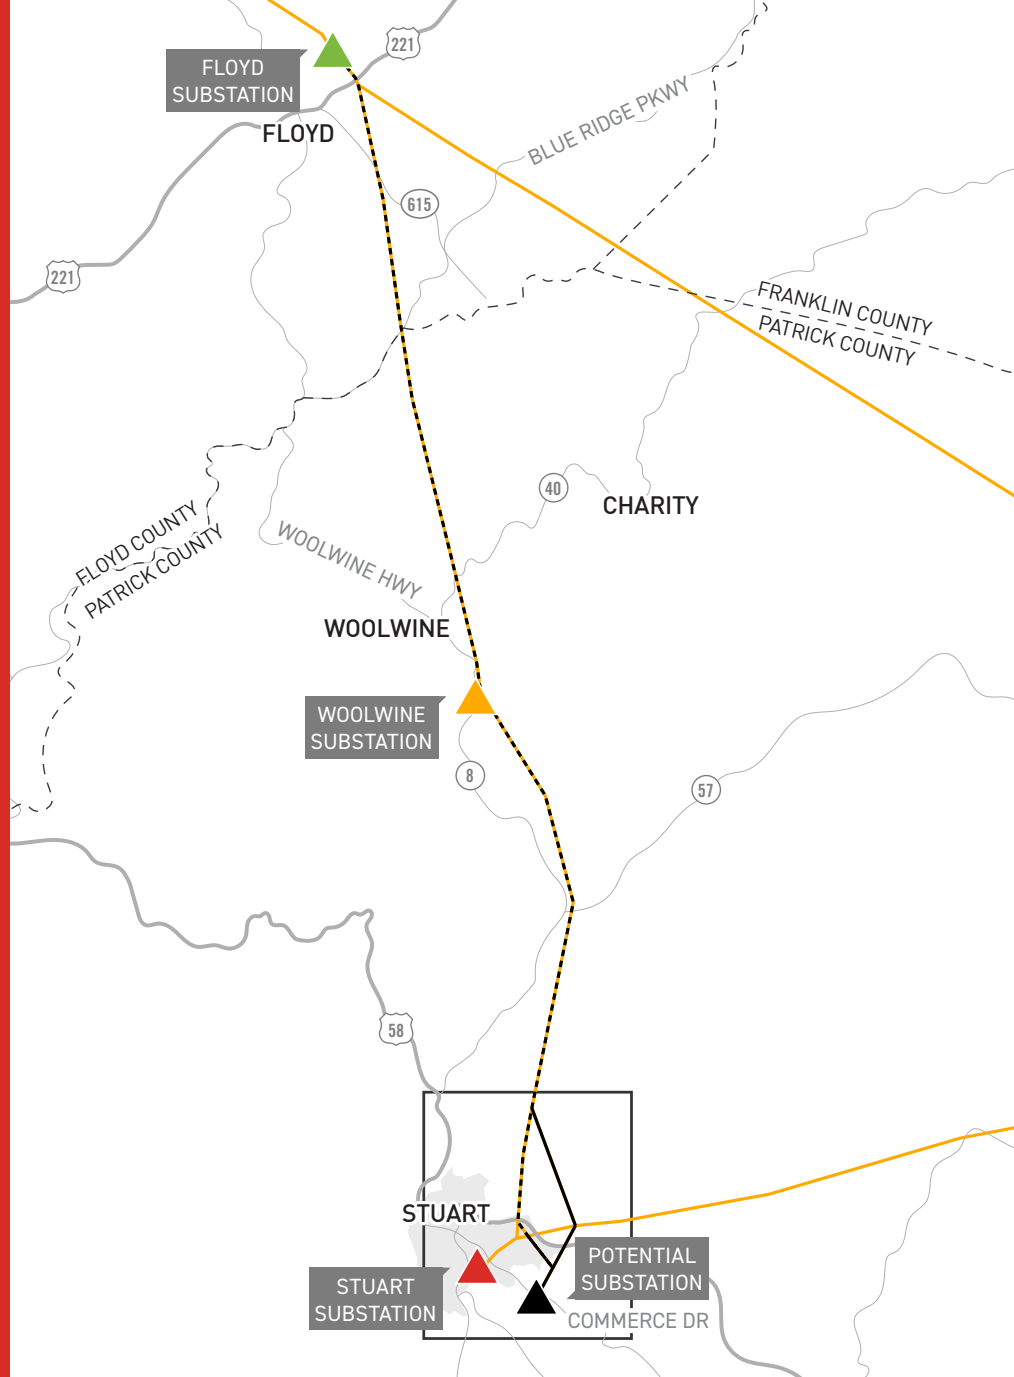 221
FLOYD
SUBSTATION
FLOYD
BLUE RIDGE PKWY
615
221
FRANKLIN COUNTY
PATRICK COUNTY
40
CHARITY
FLOYD COUNTY
PATRICK COUNTY
WOOLWINE HWY
WOOLWINE
WOOLWINE
SUBSTATION
8
57
58
STUART
POTENTIAL
SUBSTATION
STUART
SUBSTATION
COMMERCE DR